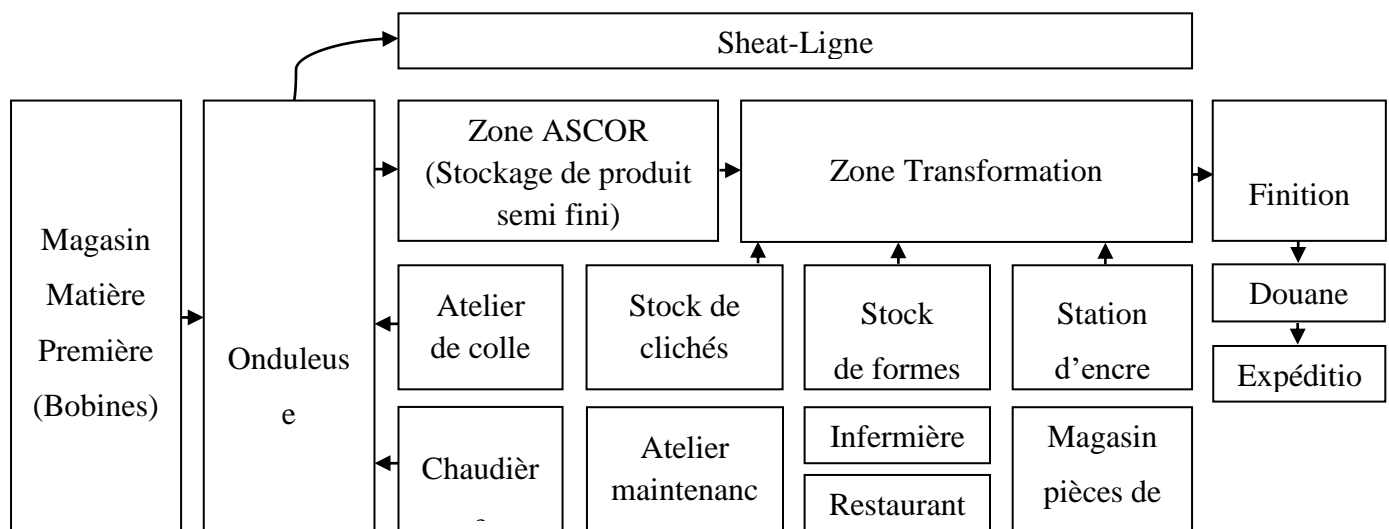 Sheat-Ligne
Magasin
Matière
Première
(Bobines)
Onduleus
e
Zone ASCOR
(Stockage de produit
semi fini)
Zone Transformation
Finition
Atelier
de colle
Stock de
clichés
Stock
de formes
Station
d'encre
Douane
Expéditio
Chaudièr
Atelier
maintenanc
Infermière
Restaurant
Magasin
pièces de